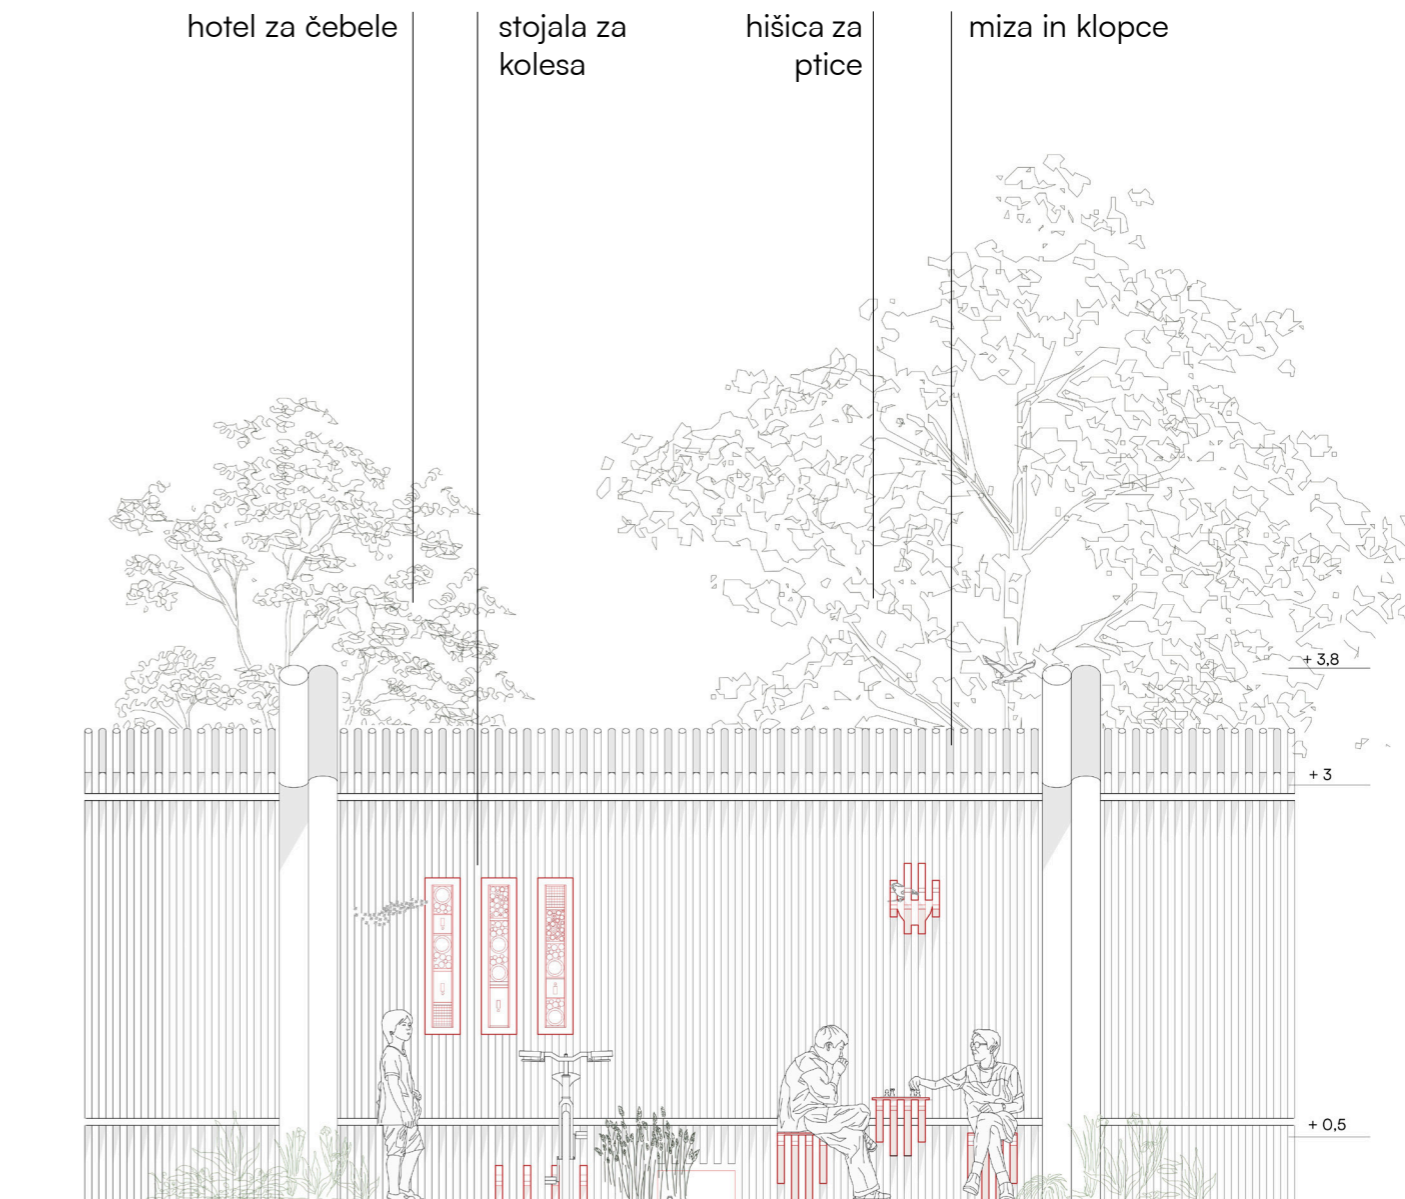 hotel za čebele
stojala za
kolesa
hišica za
ptice
miza in klopce
+ 3,8
+ 3
+ 0,5